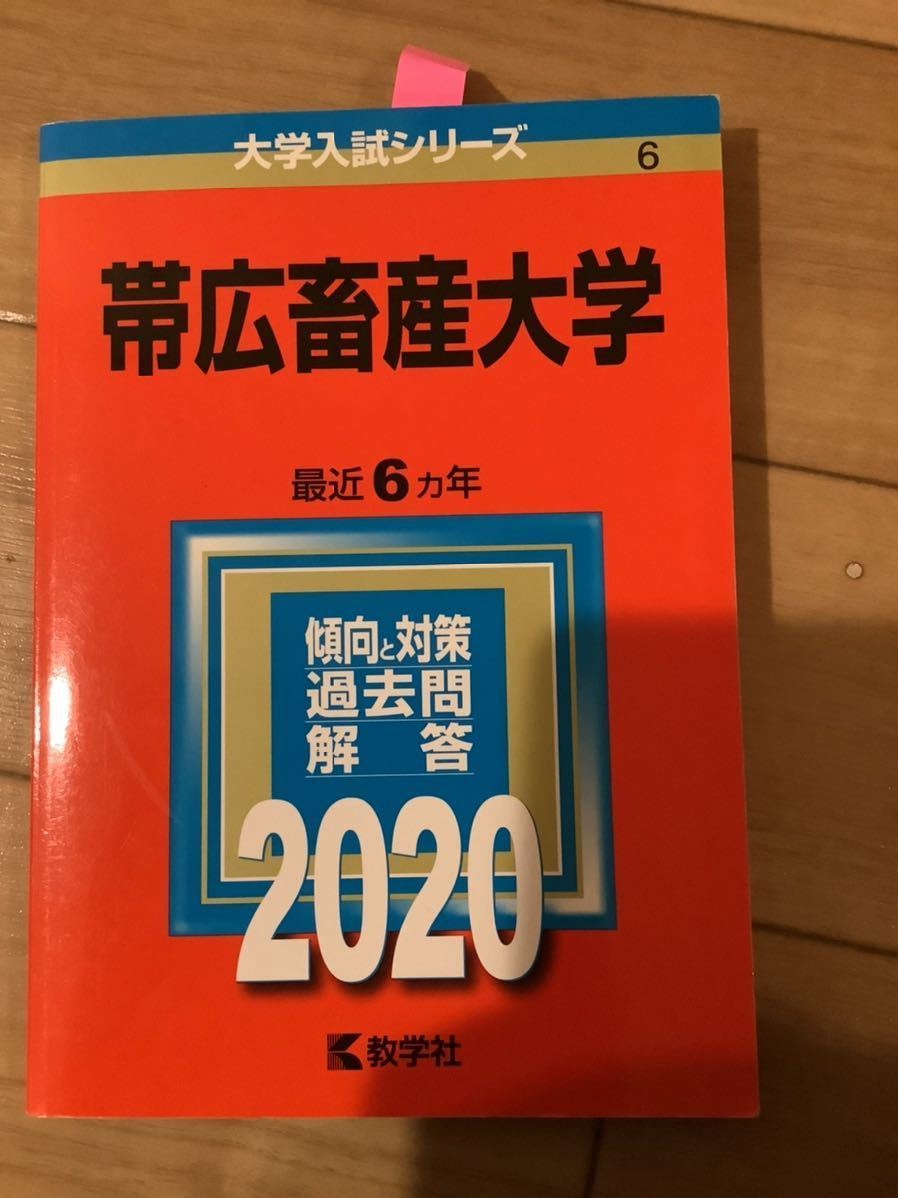 大学入試シリーズ
6
帯広畜産大学
最近6カ年
傾向と対策
過去問
解答
2020
教学社